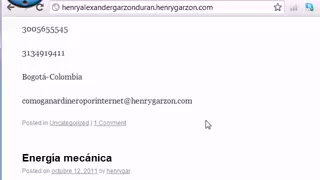 henryalexandergarzonduran.henrygarzon.com
3005655545
3134919411
Bogotá-Colombia
comoganardineroporinternet@henrygarzon.com
Posted in Uncategorized | 1 Comment
Energía mecánica
Posted on octubre 12, 2011 by henrygar